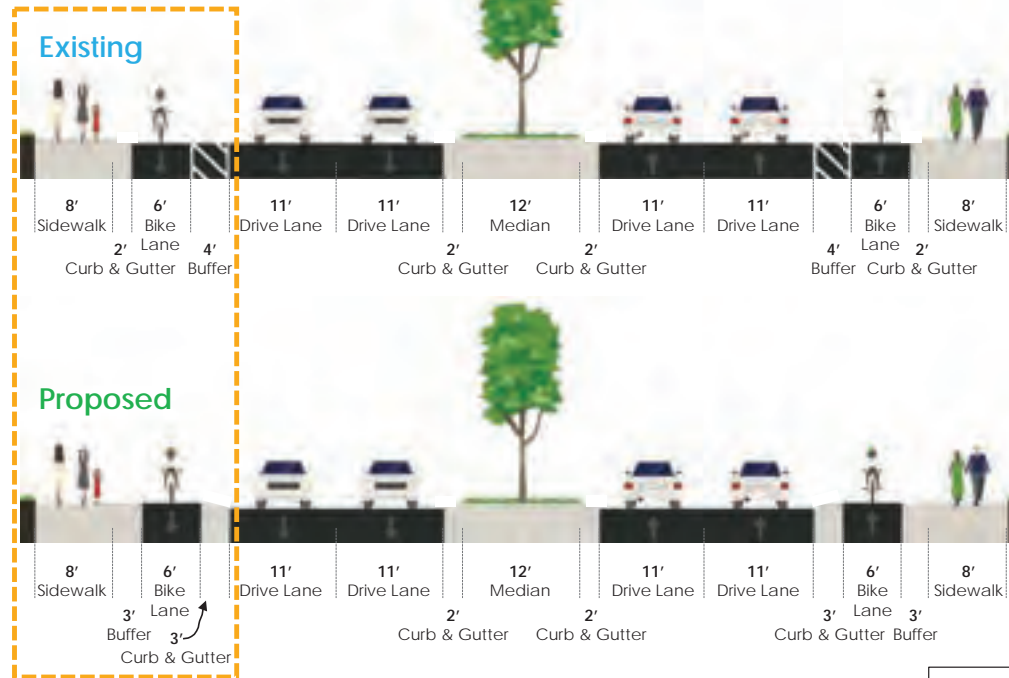 Existing
8’ 6’ 11’ 11’ 12’ 11’ 11’ 6’ 8’
Sidewalk Bike Drive Lane Drive Lane Median Drive Lane Drive Lane Bike Sidewalk
2’ Lane 4’ 2’ 2’ 4’ Lane 2’
Curb & Gutter Buffer Curb & Gutter Curb & Gutter Buffer Curb & Gutter
Proposed
8’ 6’ 11’ 11’ 12’ 11’ 11’ 6’ 8’
Sidewalk Bike Drive Lane Drive Lane Median Drive Lane Drive Lane Bike Sidewalk
3’ Lane 2’ 2’ 3’ Lane 3’
Buffer 3’ Curb & Gutter Curb & Gutter Curb & Gutter Buffer
Curb & Gutter